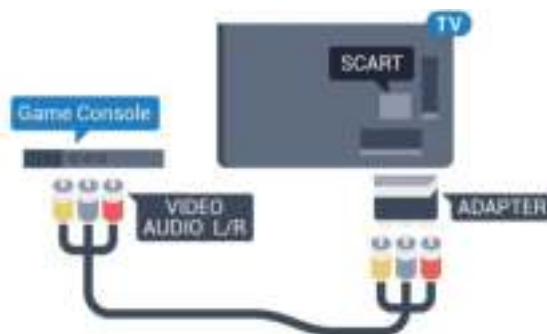 TV
SCART
Game Console
VIDEO
AUDIO L/R
ADAPTER